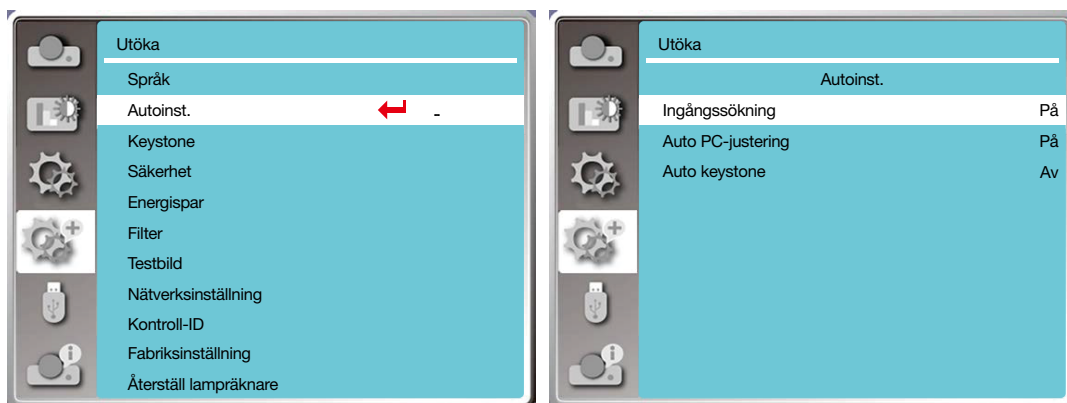 Utöka
Språk
Autoinst. -
Keystone
Säkerhet
Energispar
Filter
Testbild
Nätverksinställning
Kontroll-ID
Fabriksinställning
Återställ lampräknare
Utöka
Autoinst.
Ingångssökning På
Auto PC-justering På
Auto keystone Av